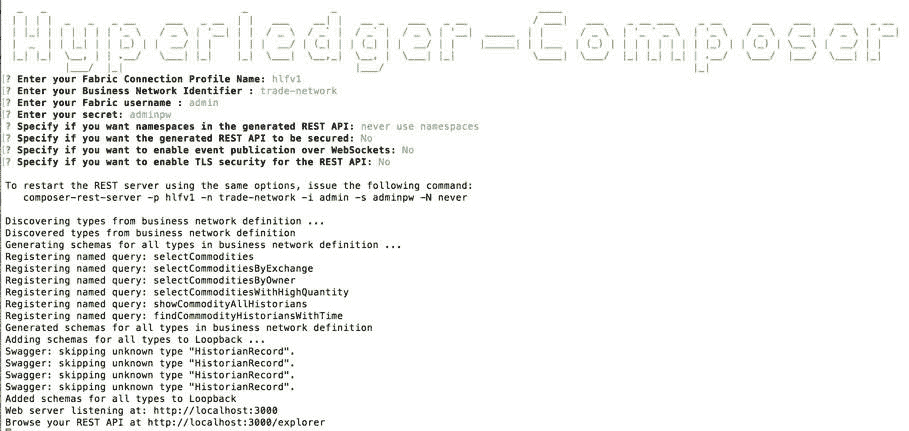 Hyperledger-Composer
? Enter your Fabric Connection Profile Name: hlfv1
? Enter your Business Network Identifier : trade-network
? Enter your Fabric username : admin
? Enter your secret: adminpw
? Specify if you want namespaces in the generated REST API: never use namespaces
? Specify if you want the generated REST API to be secured: No
? Specify if you want to enable event publication over WebSockets: No
? Specify if you want to enable TLS security for the REST API: No
To restart the REST server using the same options, issue the following command:
composer-rest-server -p hlfv1 -n trade-network -i admin -s adminpw -N never
Discovering types from business network definition ...
Discovered types from business network definition
Generating schemas for all types in business network definition ...
Registering named query: selectCommodities
Registering named query: selectCommoditiesByExchange
Registering named query: selectCommoditiesByOwner
Registering named query: selectCommoditiesWithHighQuantity
Registering named query: showCommodityAllHistorians
Registering named query: findCommmodityHistoriansWithTime
Generated schemas for all types in business network definition
Adding schemas for all types to Loopback ...
Swagger: skipping unknown type "HistorianRecord".
Swagger: skipping unknown type "HistorianRecord".
Swagger: skipping unknown type "HistorianRecord".
Swagger: skipping unknown type "HistorianRecord".
Added schemas for all types to Loopback
Web server listening at: http://localhost:3000
Browse your REST API at http://localhost:3000/explorer